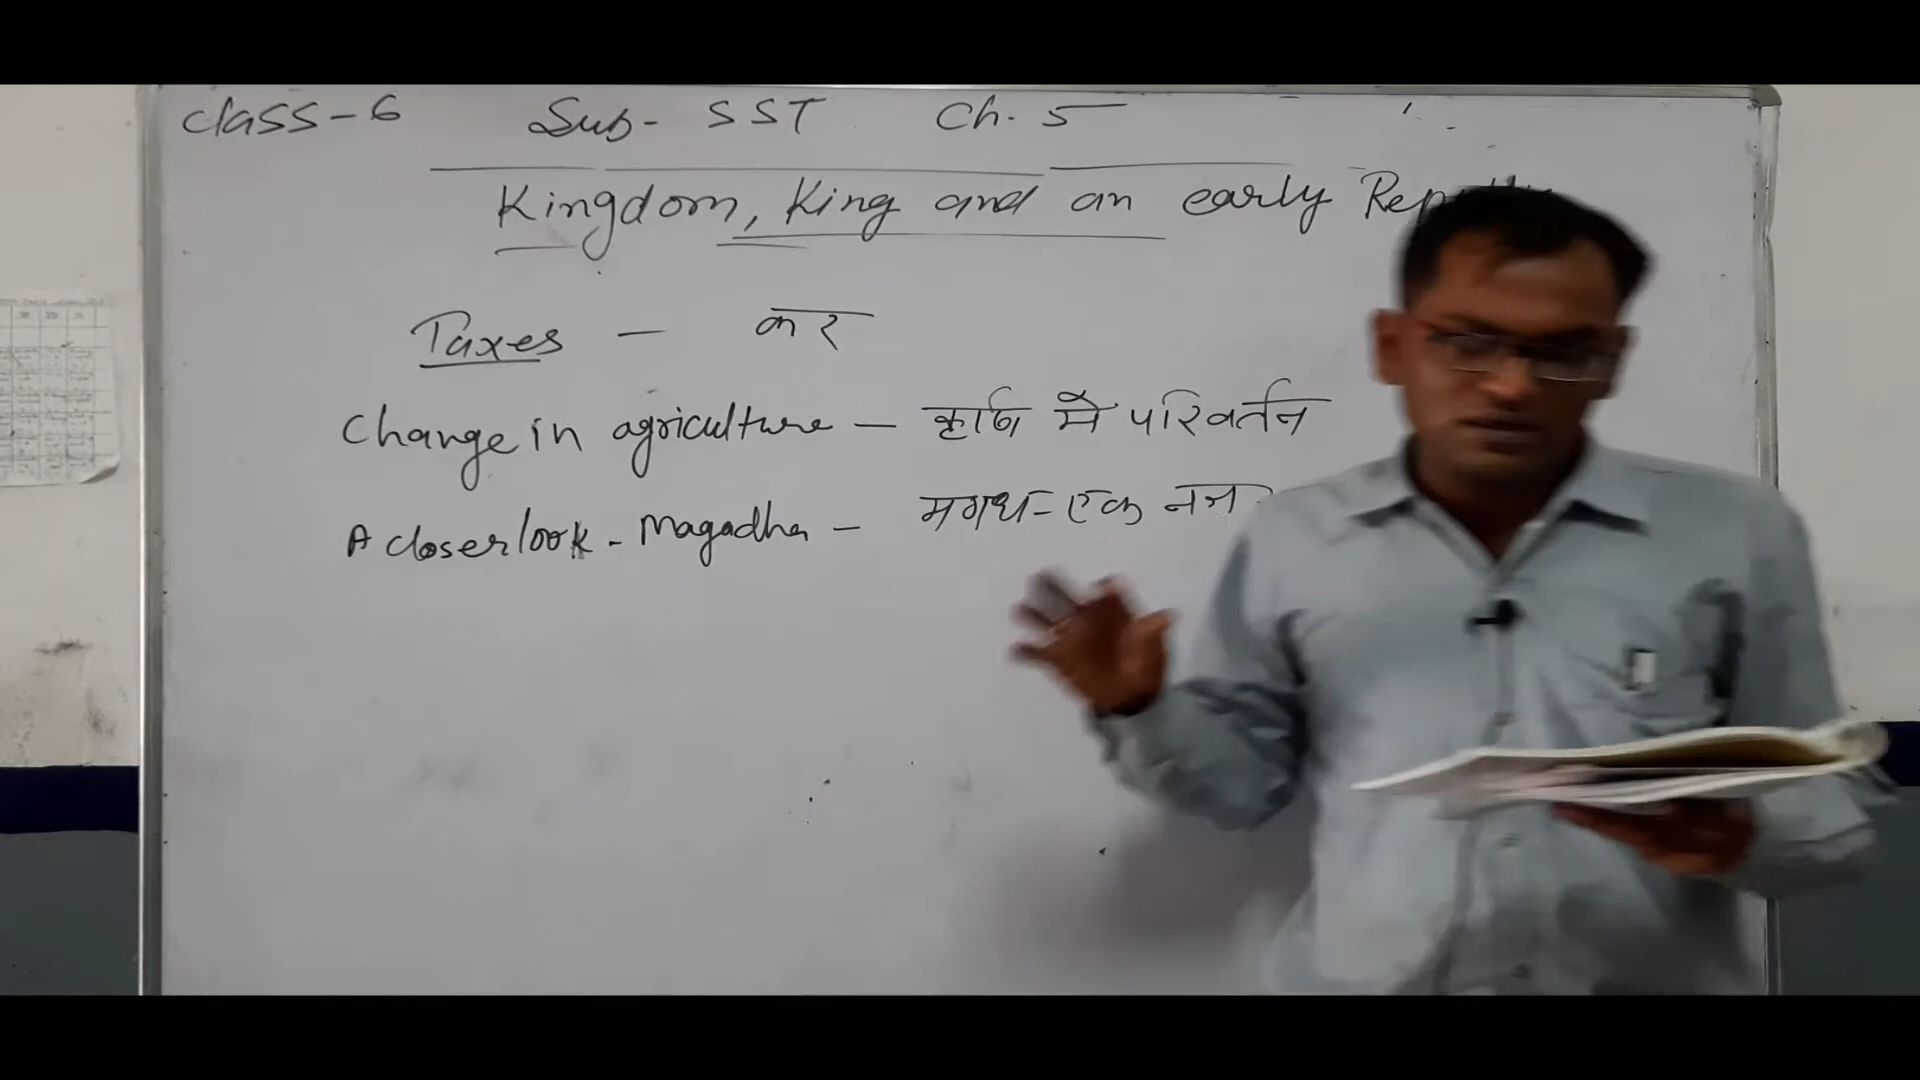 Class-6 Sub- SST Ch. 5
Kingdom, King and an early
Taxes - कर
Change in agriculture - कृषि में परिवर्तन
A closer look - Magadha - मगध - एक